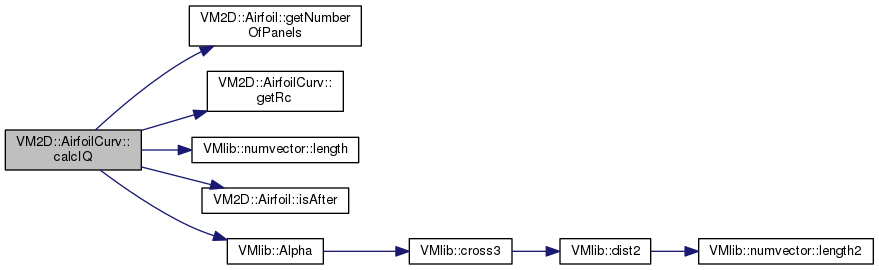 VM2D::Airfoil::getNumber
OfPanels
VM2D::AirfoilCurv::
getRc
VM2D::AirfoilCurv::
calcIQ
VMlib::numvector::length
VM2D::Airfoil::isAfter
VMlib::Alpha
VMlib::cross3
VMlib::dist2
VMlib::numvector::length2